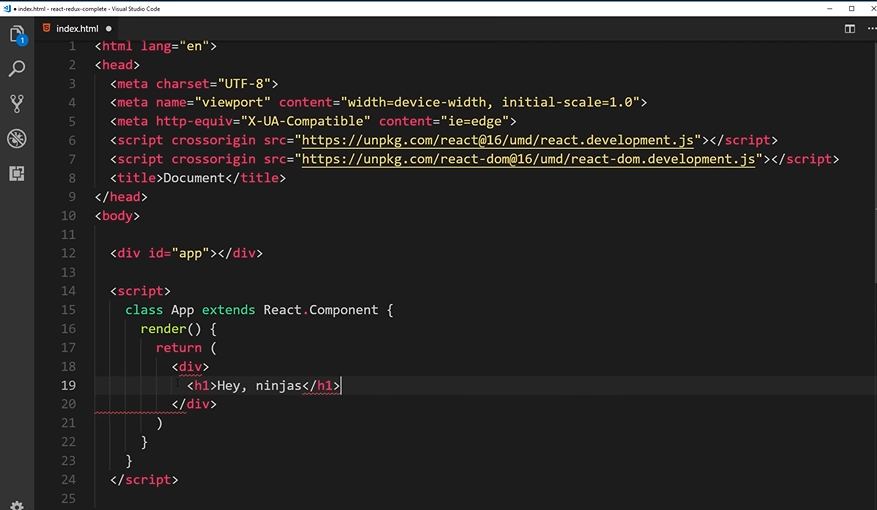 ● index.html - react-redux-complete - Visual Studio Code
index.html ●
1
1 <html lang="en">
2 <head>
3 <meta charset="UTF-8">
4 <meta name="viewport" content="width=device-width, initial-scale=1.0">
5 <meta http-equiv="X-UA-Compatible" content="ie=edge">
6 <script crossorigin src="https://unpkg.com/react@16/umd/react.development.js"></script>
7 <script crossorigin src="https://unpkg.com/react-dom@16/umd/react-dom.development.js"></script>
8 <title>Document</title>
9 </head>
10 <body>
11
12 <div id="app"></div>
13
14 <script>
15 class App extends React.Component {
16 render() {
17 return (
18 <div>
19 <h1>Hey, ninjas</h1>
20 </div>
21 )
22 }
23 }
24 </script>
25